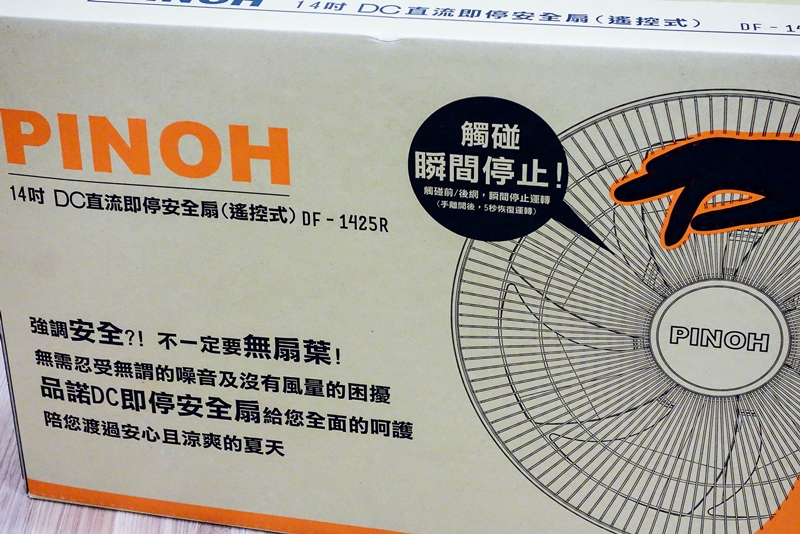 14吋 DC直流即停安全扇(遙控式)
PINOH
14吋 DC直流即停安全扇(遙控式) DF-1425R
觸碰
瞬間停止!
觸碰前/後網,瞬間停止運轉
(手離開後,5秒恢復運轉)
PINOH
強調安全?! 不一定要無扇葉!
無需忍受無謂的噪音及沒有風量的困擾
品諾DC即停安全扇給您全面的呵護
陪您渡過安心且涼爽的夏天